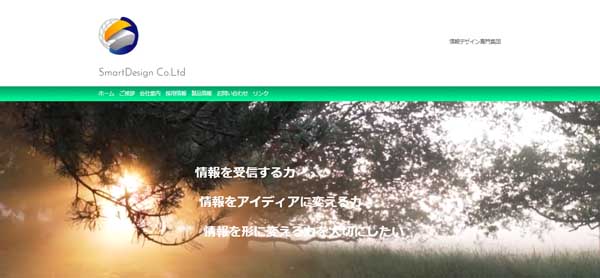 情報デザイン専門集団
SmartDesign Co.Ltd
ホーム ご挨拶 会社案内 採用情報 製品情報 お問い合わせ リンク
情報を受信する力
情報をアイディアに変える力
情報を形に変える力を大切にしたい